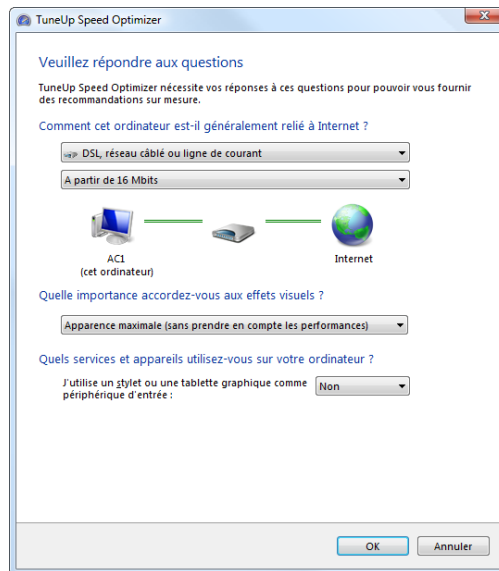 TuneUp Speed Optimizer
Veuillez répondre aux questions
TuneUp Speed Optimizer nécessite vos réponses à ces questions pour pouvoir vous fournir
des recommandations sur mesure.
Comment cet ordinateur est-il généralement relié à Internet ?
DSL, réseau câblé ou ligne de courant
A partir de 16 Mbits
AC1
(cet ordinateur)
Internet
Quelle importance accordez-vous aux effets visuels ?
Apparence maximale (sans prendre en compte les performances)
Quels services et appareils utilisez-vous sur votre ordinateur ?
J'utilise un stylet ou une tablette graphique comme
périphérique d'entrée :
Non
OK
Annuler